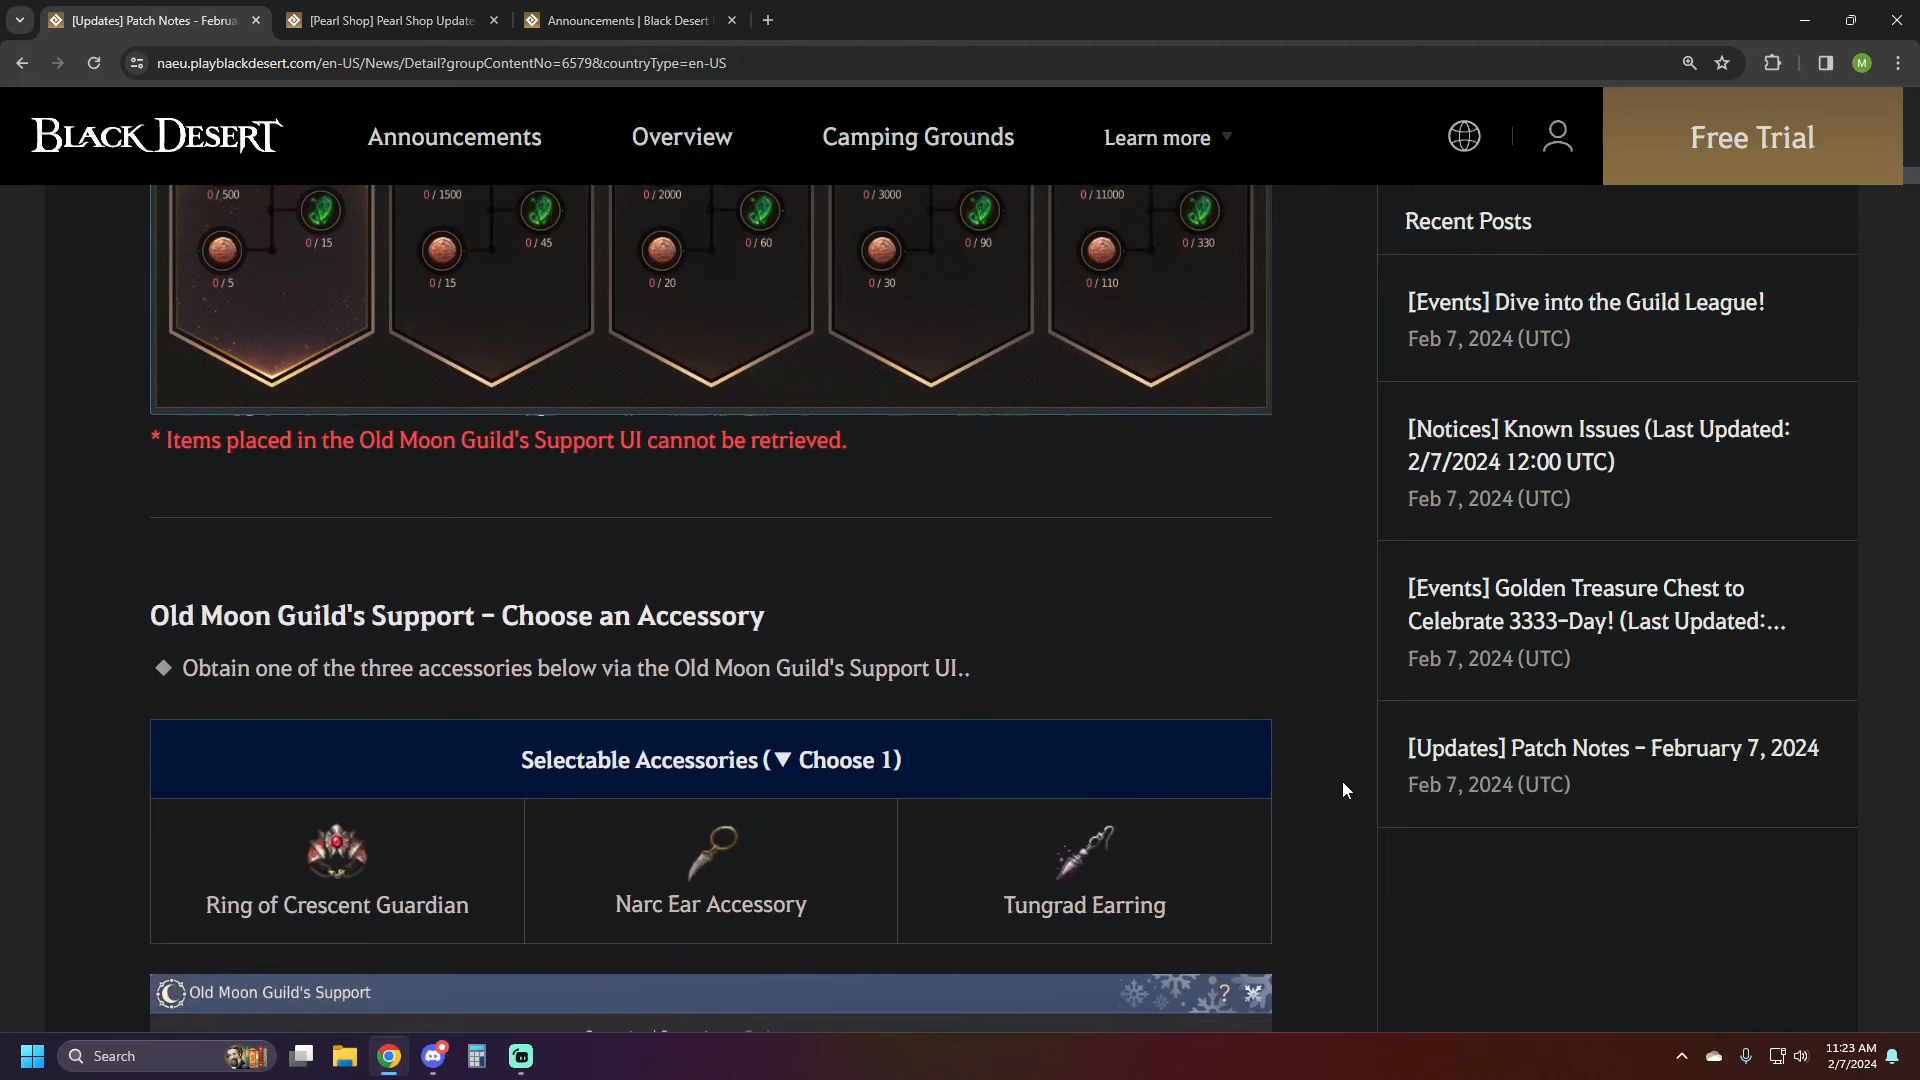 [Updates] Patch Notes - Februa
[Pearl Shop] Pearl Shop Update
Announcements | Black Desert
naeu.playblackdesert.com/en-US/News/Detail?groupContentNo=6579&countryType=en-US
M
BLACK DESERT
Announcements
Overview
Camping Grounds
Learn more
Free Trial
0/500
0/1500
0/2000
0/3000
0/11000
0/15
0/45
0/60
0/90
0/330
0/5
0/15
0/20
0/30
0/110
* Items placed in the Old Moon Guild's Support UI cannot be retrieved.
Old Moon Guild's Support - Choose an Accessory
◆ Obtain one of the three accessories below via the Old Moon Guild's Support UI..
Selectable Accessories (▼ Choose 1)
Ring of Crescent Guardian
Narc Ear Accessory
Tungrad Earring
Old Moon Guild's Support
?
Recent Posts
[Events] Dive into the Guild League!
Feb 7, 2024 (UTC)
[Notices] Known Issues (Last Updated:
2/7/2024 12:00 UTC)
Feb 7, 2024 (UTC)
[Events] Golden Treasure Chest to
Celebrate 3333-Day! (Last Updated:...
Feb 7, 2024 (UTC)
[Updates] Patch Notes - February 7, 2024
Feb 7, 2024 (UTC)
Search
11:23 AM
2/7/2024